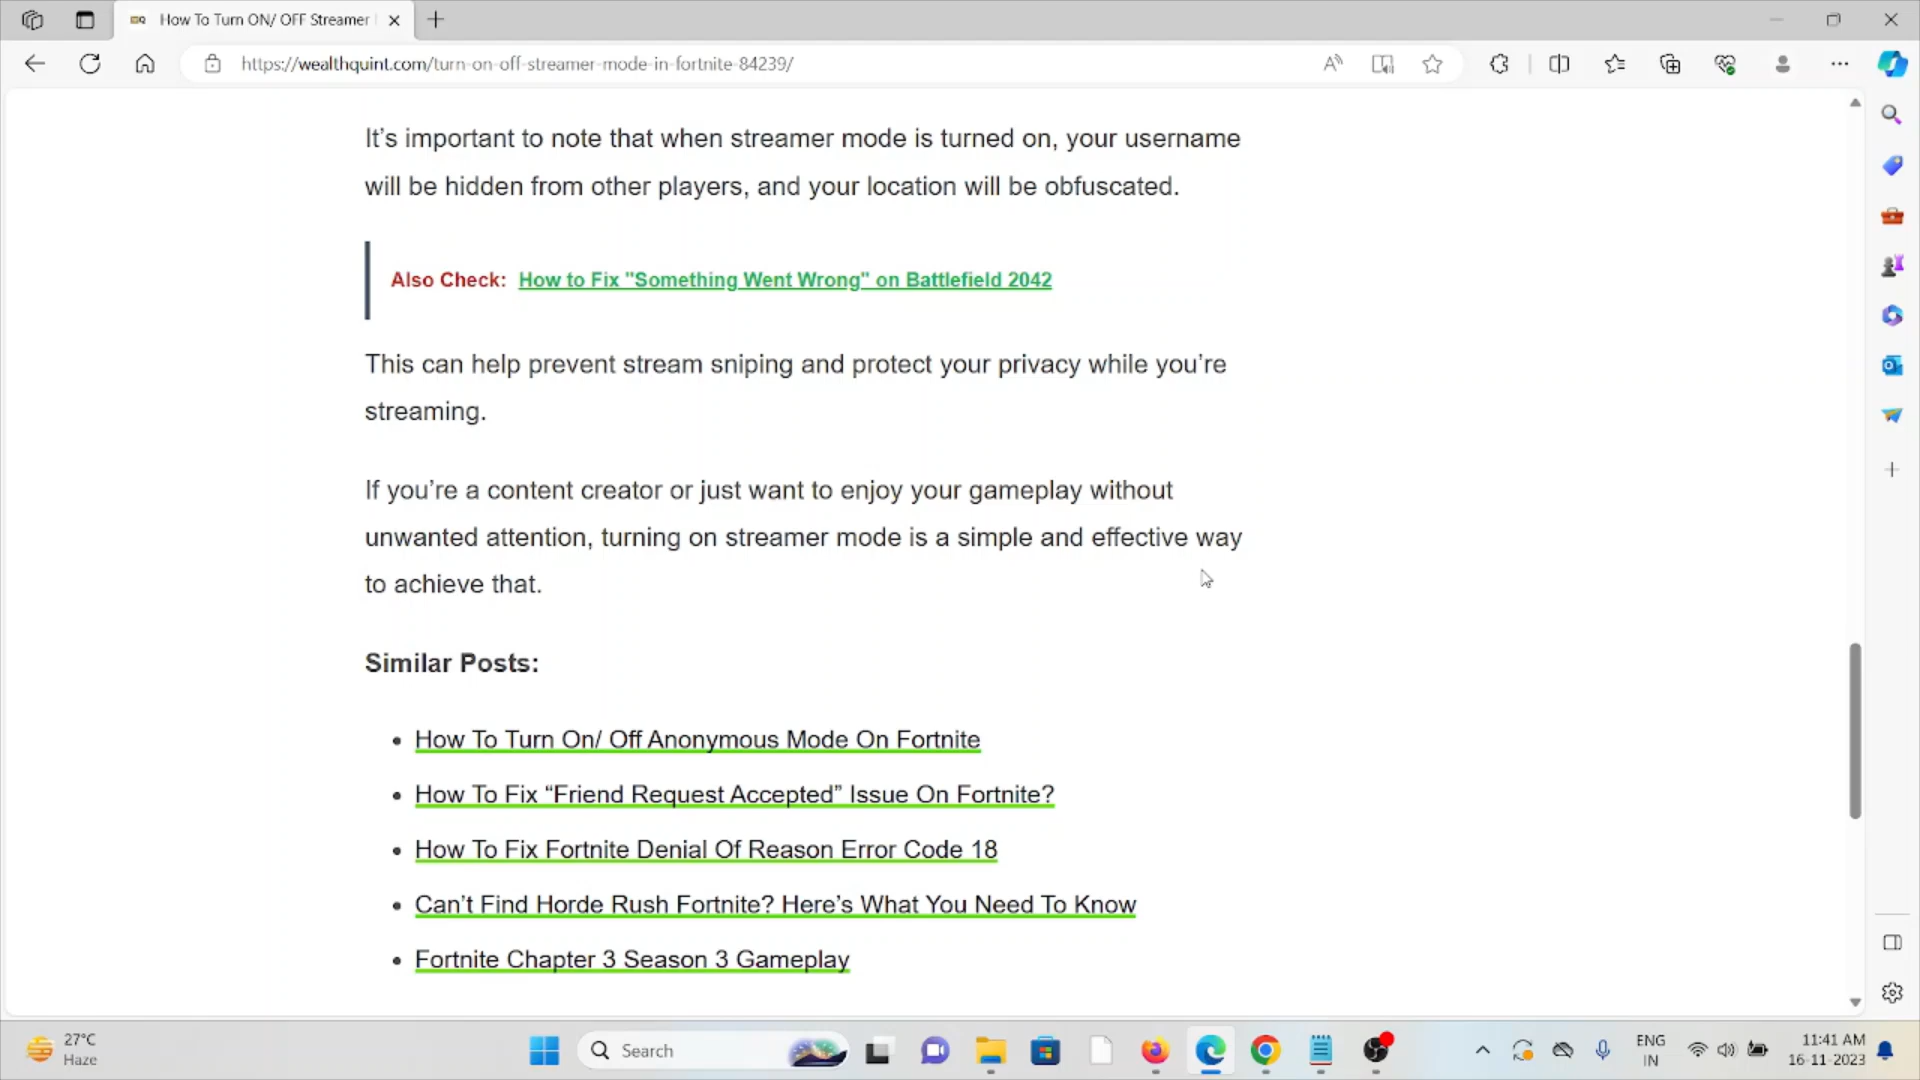 How To Turn ON/ OFF Streamer
https://wealthquint.com/turn-on-off-streamer-mode-in-fortnite-84239/
It’s important to note that when streamer mode is turned on, your username
will be hidden from other players, and your location will be obfuscated.
Also Check: How to Fix "Something Went Wrong" on Battlefield 2042
This can help prevent stream sniping and protect your privacy while you’re
streaming.
If you’re a content creator or just want to enjoy your gameplay without
unwanted attention, turning on streamer mode is a simple and effective way
to achieve that.
Similar Posts:
How To Turn On/ Off Anonymous Mode On Fortnite
How To Fix “Friend Request Accepted” Issue On Fortnite?
How To Fix Fortnite Denial Of Reason Error Code 18
Can’t Find Horde Rush Fortnite? Here’s What You Need To Know
Fortnite Chapter 3 Season 3 Gameplay
27°C
Haze
Search
ENG
IN
11:41 AM
16-11-2023